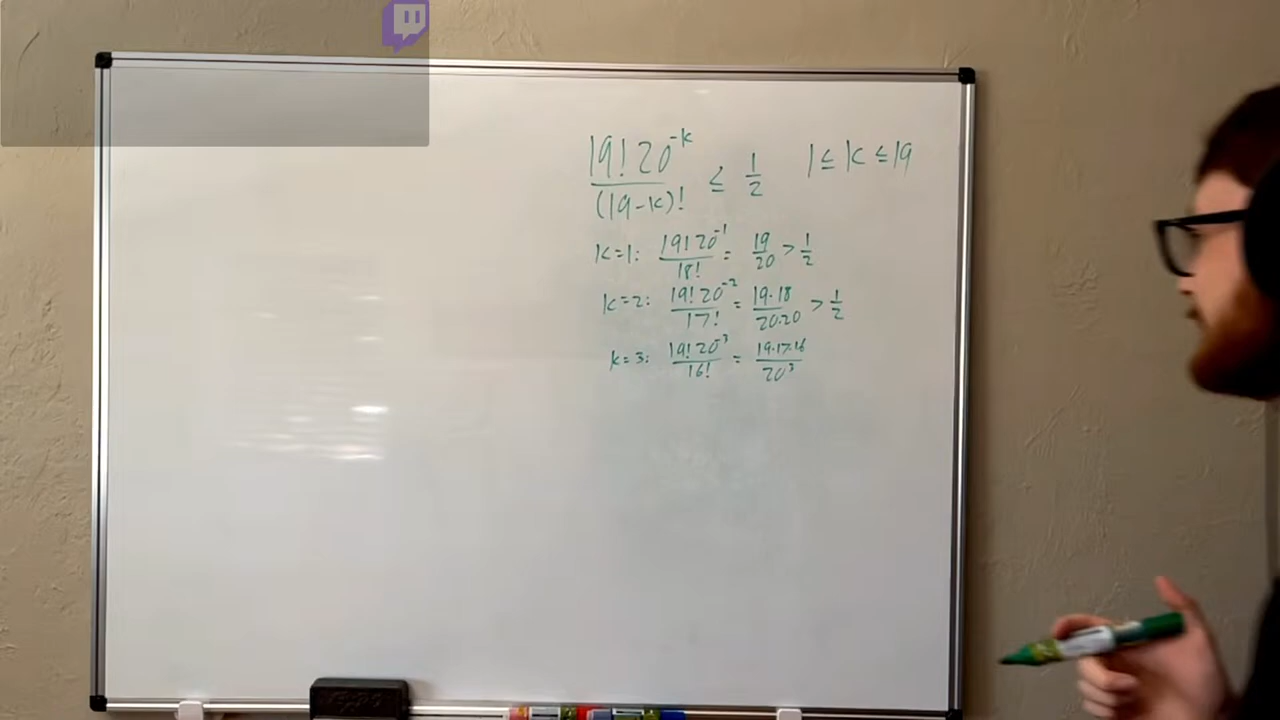 19! 20^-k / (19-k)! ≤ 1/2 1 ≤ k ≤ 19
k=1: 19! 20^-1 / 18! = 19/20 > 1/2
k=2: 19! 20^-2 / 17! = 19·18 / 20·20 > 1/2
k=3: 19! 20^-3 / 16! = 19·17·16 / 20^3